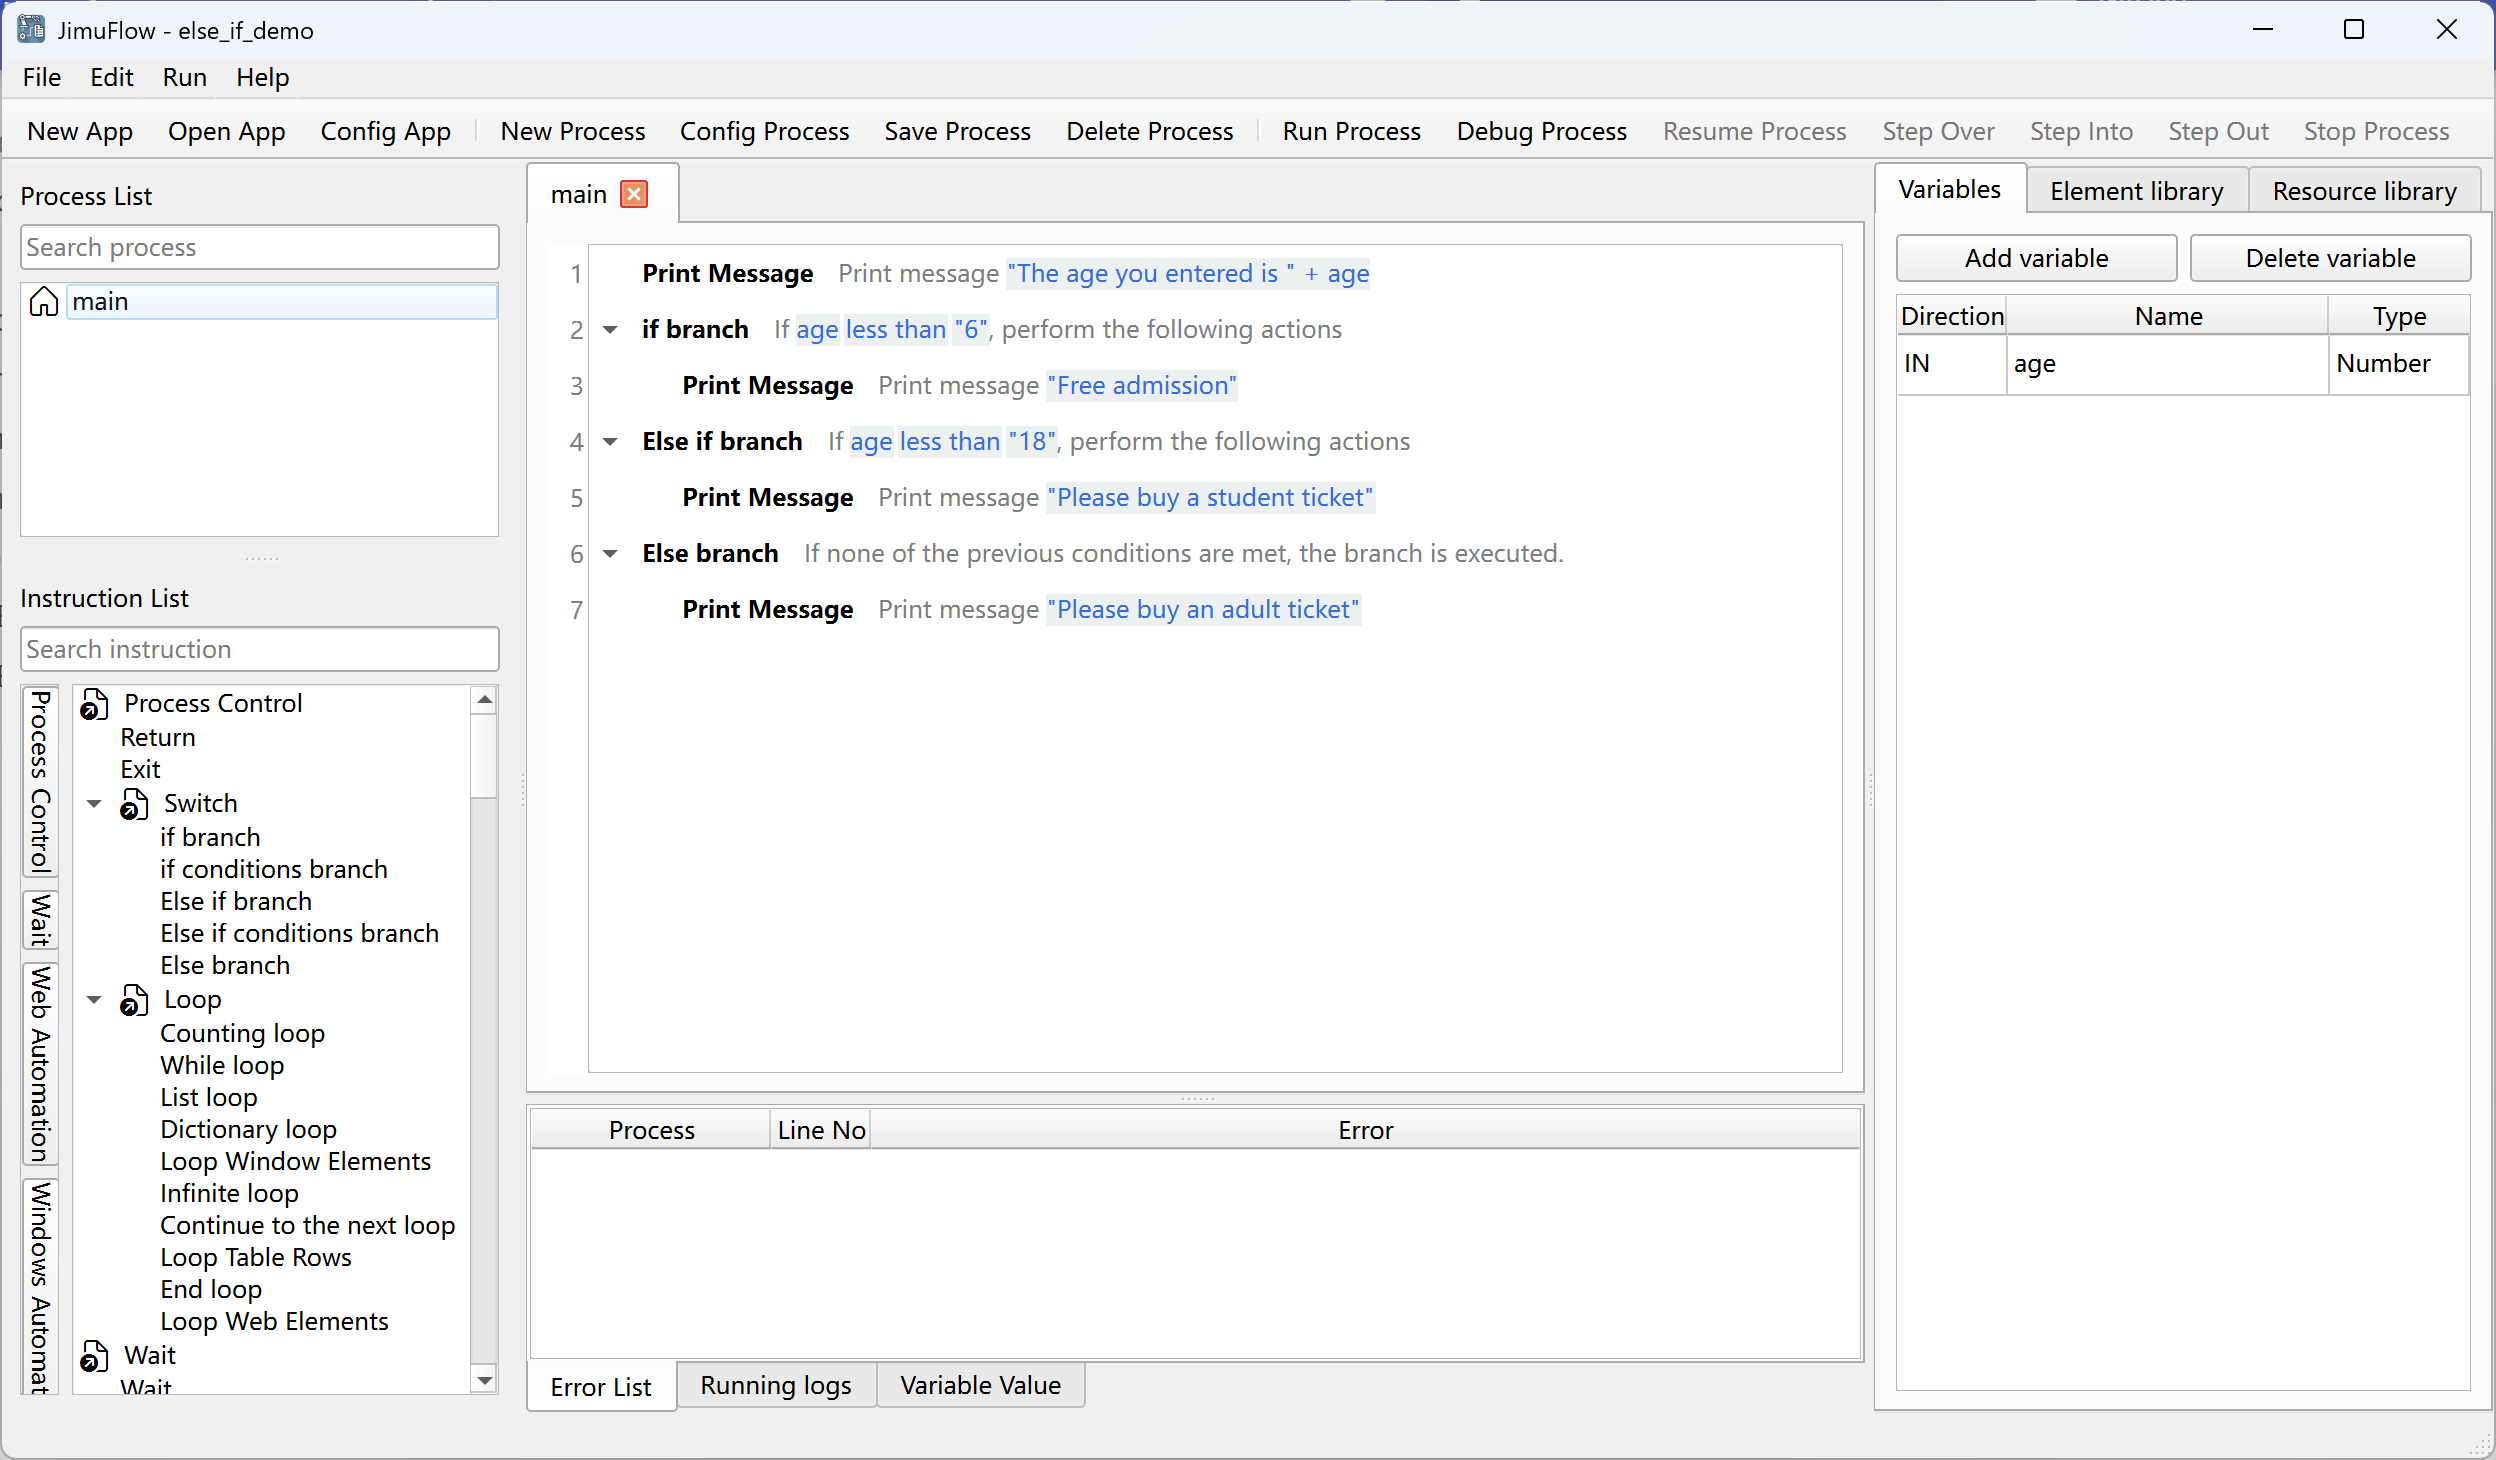 JimuFlow - else_if_demo
File Edit Run Help
New App Open App Config App New Process Config Process Save Process Delete Process Run Process Debug Process Resume Process Step Over Step Into Step Out Stop Process
Process List
Search process
main
Instruction List
Search instruction
Process Control
Wait
Web Automation
Windows Automat
Process Control
Return
Exit
Switch
if branch
if conditions branch
Else if branch
Else if conditions branch
Else branch
Loop
Counting loop
While loop
List loop
Dictionary loop
Loop Window Elements
Infinite loop
Continue to the next loop
Loop Table Rows
End loop
Loop Web Elements
Wait
Wait
main
1 Print Message Print message "The age you entered is " + age
2 if branch If age less than "6", perform the following actions
3 Print Message Print message "Free admission"
4 Else if branch If age less than "18", perform the following actions
5 Print Message Print message "Please buy a student ticket"
6 Else branch If none of the previous conditions are met, the branch is executed.
7 Print Message Print message "Please buy an adult ticket"
Process Line No Error
Error List Running logs Variable Value
Variables Element library Resource library
Add variable Delete variable
Direction Name Type
IN age Number